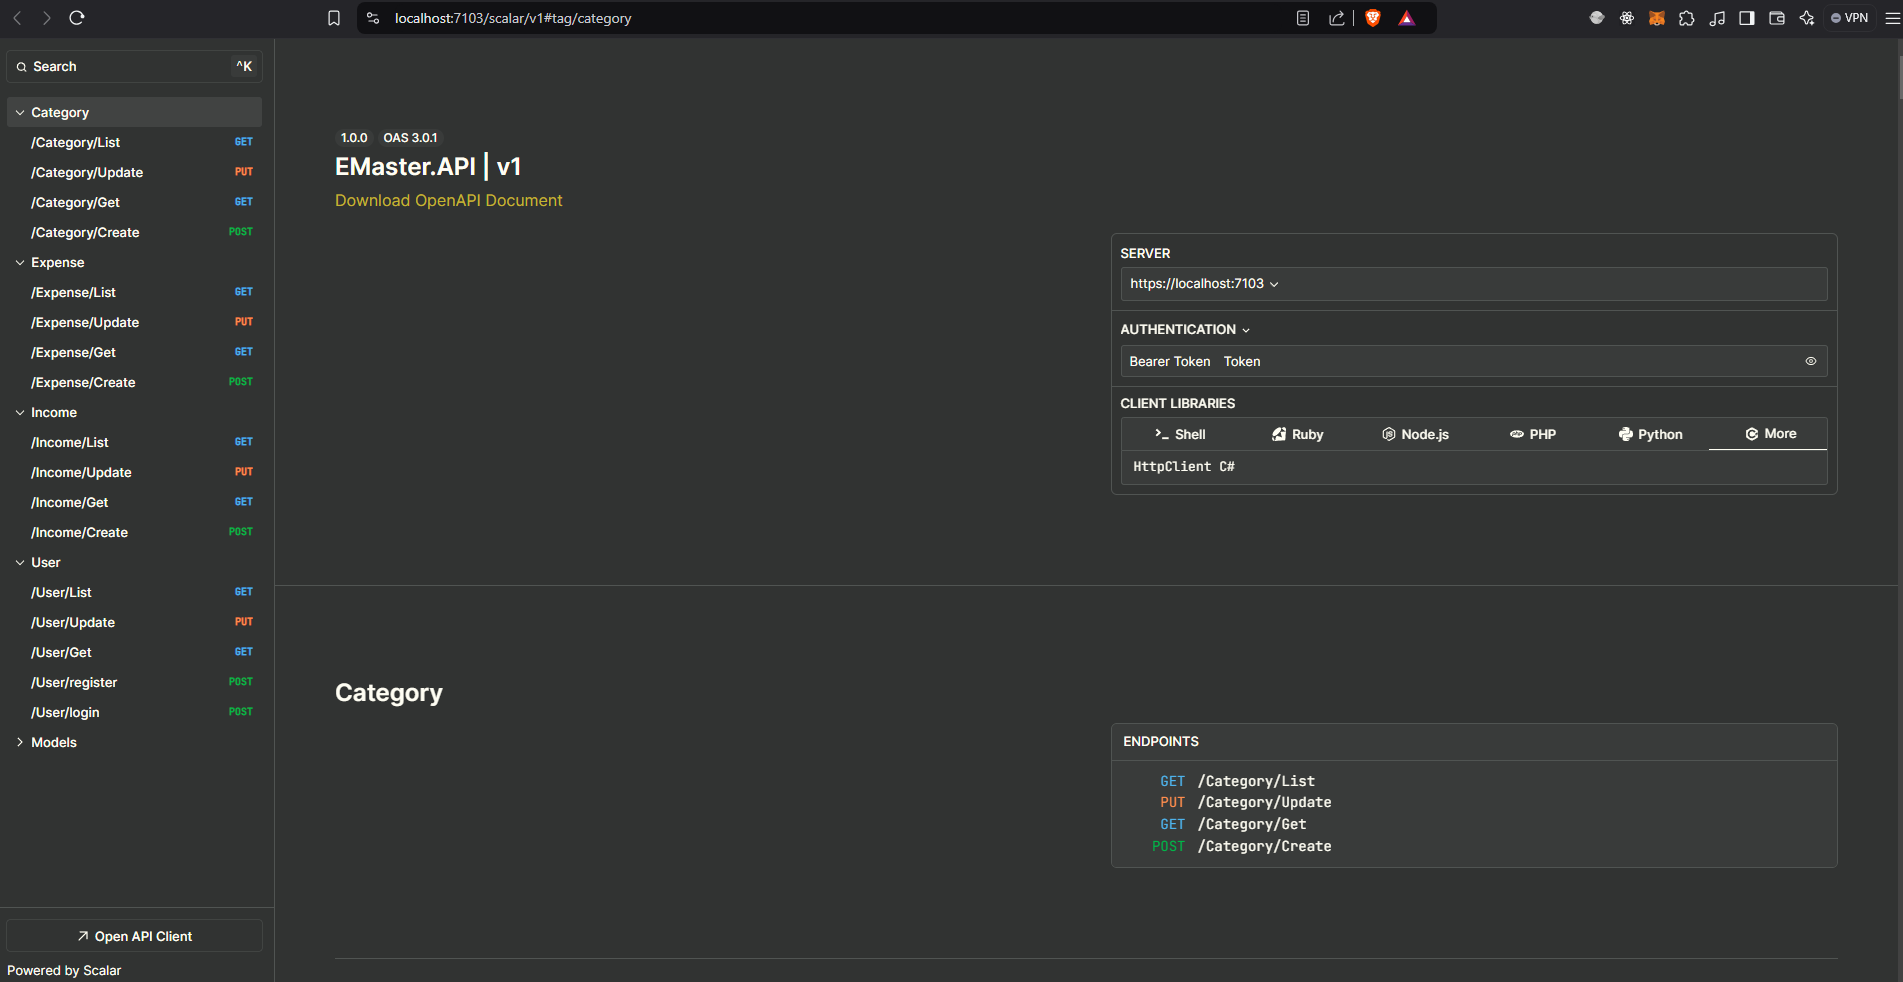 localhost:7103/scalar/v1#tag/category
VPN
Search ^K
Category
/Category/List GET
/Category/Update PUT
/Category/Get GET
/Category/Create POST
Expense
/Expense/List GET
/Expense/Update PUT
/Expense/Get GET
/Expense/Create POST
Income
/Income/List GET
/Income/Update PUT
/Income/Get GET
/Income/Create POST
User
/User/List GET
/User/Update PUT
/User/Get GET
/User/register POST
/User/login POST
Models
Open API Client
Powered by Scalar
1.0.0 OAS 3.0.1
EMaster.API | v1
Download OpenAPI Document
SERVER
https://localhost:7103
AUTHENTICATION
Bearer Token Token
CLIENT LIBRARIES
Shell Ruby Node.js PHP Python More
HttpClient C#
Category
ENDPOINTS
GET /Category/List
PUT /Category/Update
GET /Category/Get
POST /Category/Create